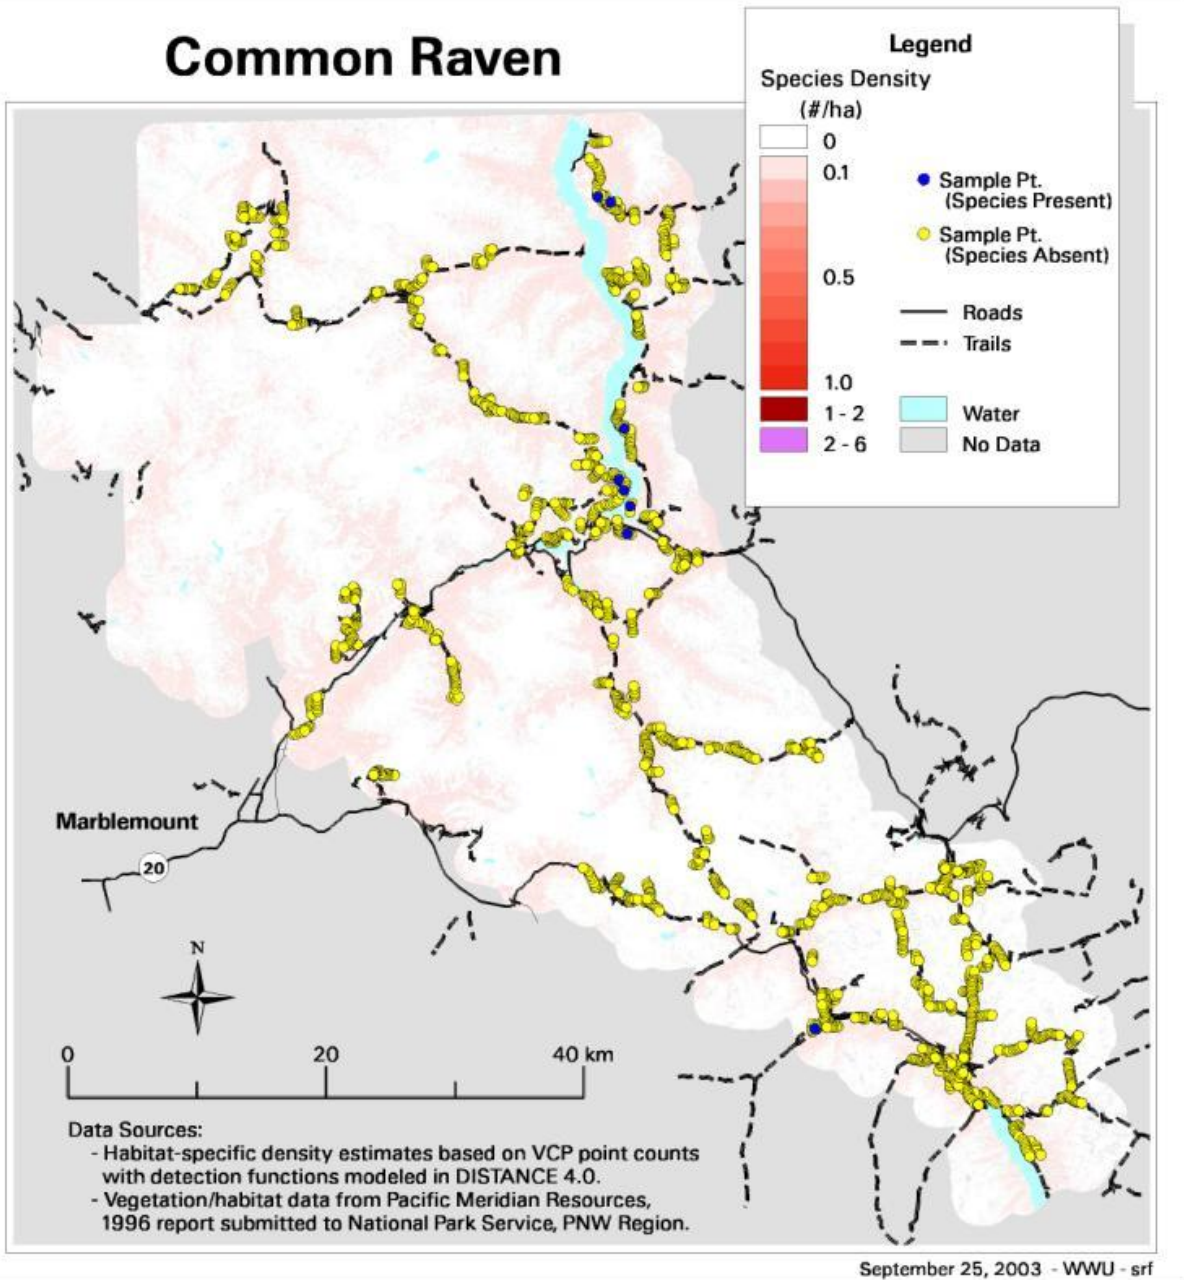 Common Raven
Legend
Species Density
(#/ha)
0
0.1
0.5
1.0
1 - 2
2 - 6
Sample Pt.
(Species Present)
Sample Pt.
(Species Absent)
Roads
Trails
Water
No Data
Marblemount
20
N
0 20 40 km
Data Sources:
- Habitat-specific density estimates based on VCP point counts
with detection functions modeled in DISTANCE 4.0.
- Vegetation/habitat data from Pacific Meridian Resources,
1996 report submitted to National Park Service, PNW Region.
September 25, 2003 - WWU - srf